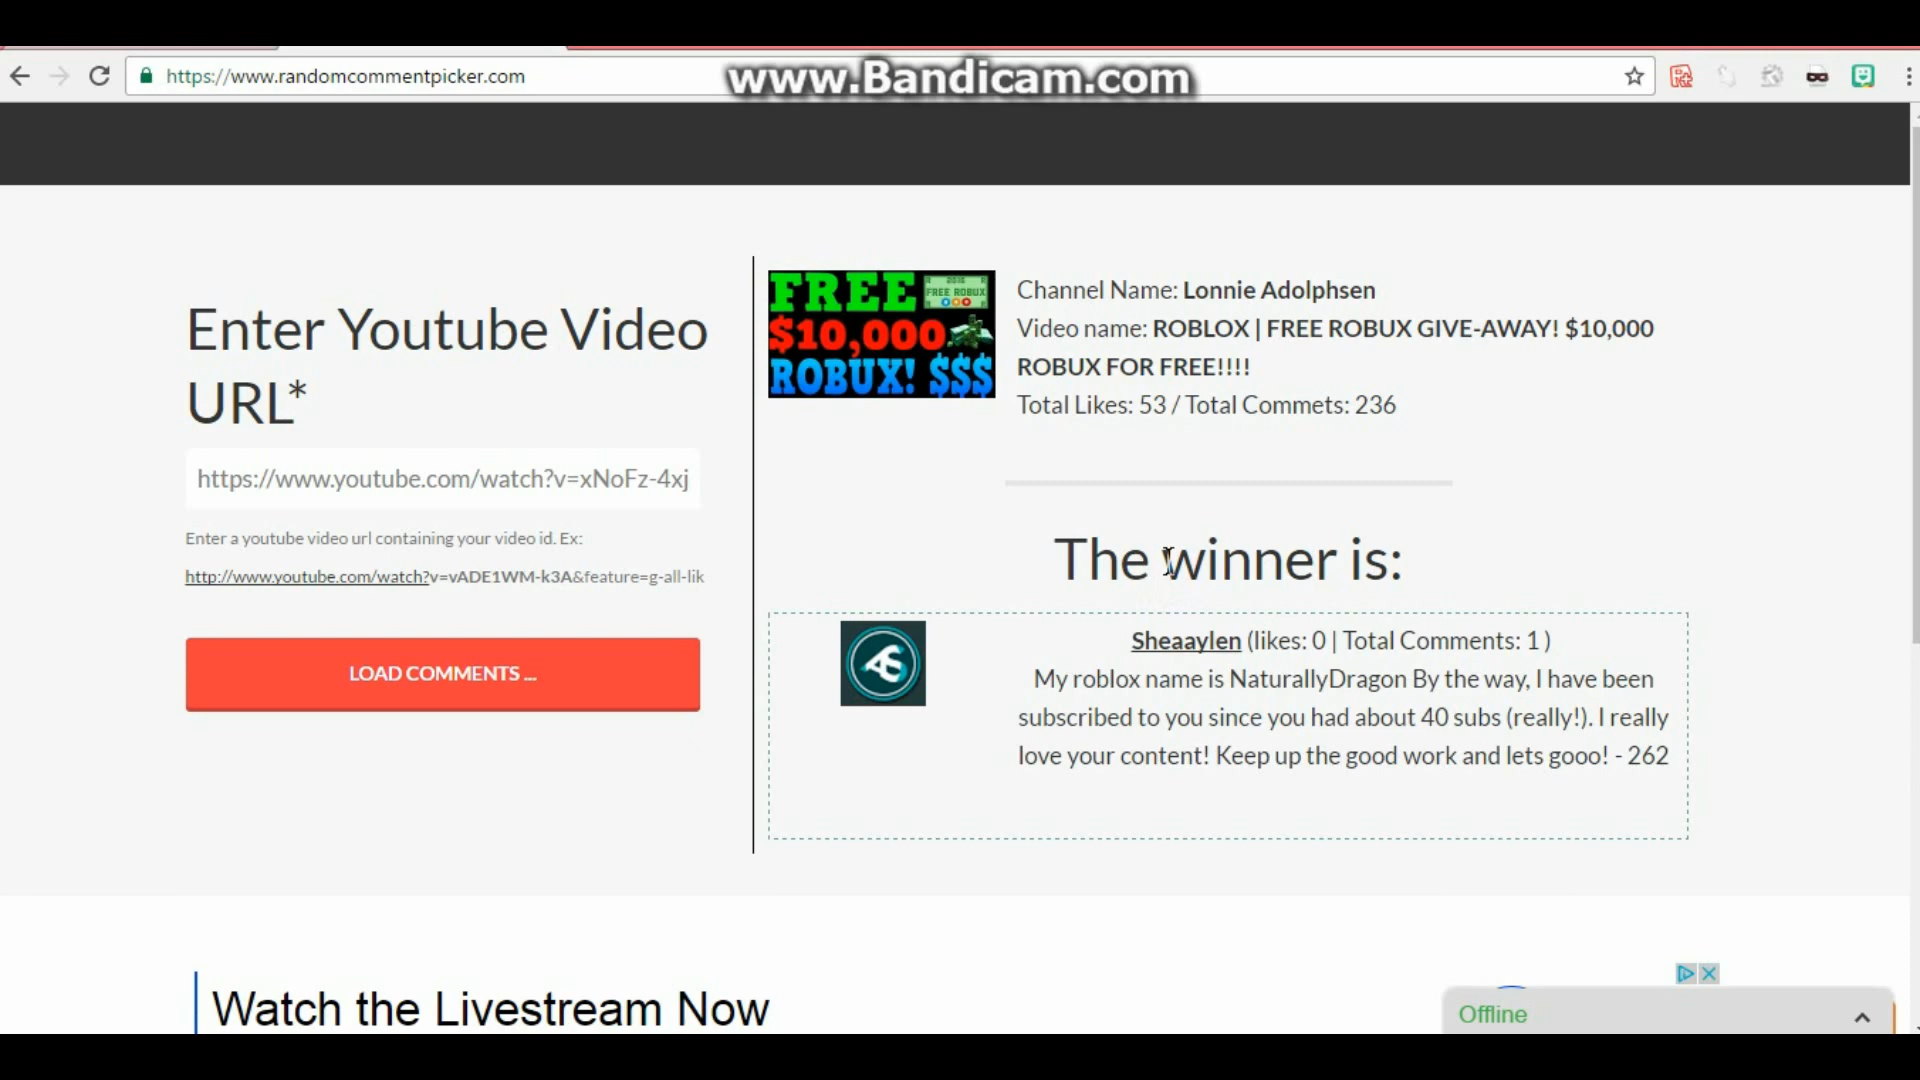 https://www.randomcommentpicker.com
www.Bandicam.com
Enter Youtube Video
URL*
https://www.youtube.com/watch?v=xNoFz-4xj
Enter a youtube video url containing your video id. Ex:
http://www.youtube.com/watch?v=vADE1WM-k3A&feature=g-all-lik
LOAD COMMENTS ...
FREE
2016
FREE ROBUX
$10,000
ROBUX! $$$
Channel Name: Lonnie Adolphsen
Video name: ROBLOX | FREE ROBUX GIVE-AWAY! $10,000
ROBUX FOR FREE!!!!
Total Likes: 53 / Total Commets: 236
The winner is:
Sheaaylen (likes: 0 | Total Comments: 1 )
My roblox name is NaturallyDragon By the way, I have been
subscribed to you since you had about 40 subs (really!). I really
love your content! Keep up the good work and lets gooo! - 262
Watch the Livestream Now
Offline